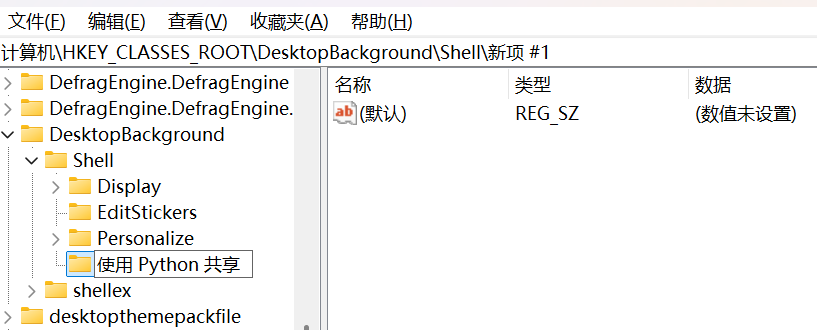 文件(F) 编辑(E) 查看(V) 收藏夹(A) 帮助(H)
计算机\HKEY_CLASSES_ROOT\DesktopBackground\Shell\新项 #1
DefragEngine.DefragEngine
DefragEngine.DefragEngine.
DesktopBackground
Shell
Display
EditStickers
Personalize
使用 Python 共享
shellex
desktopthemepackfile
名称 类型 数据
ab (默认) REG_SZ (数值未设置)